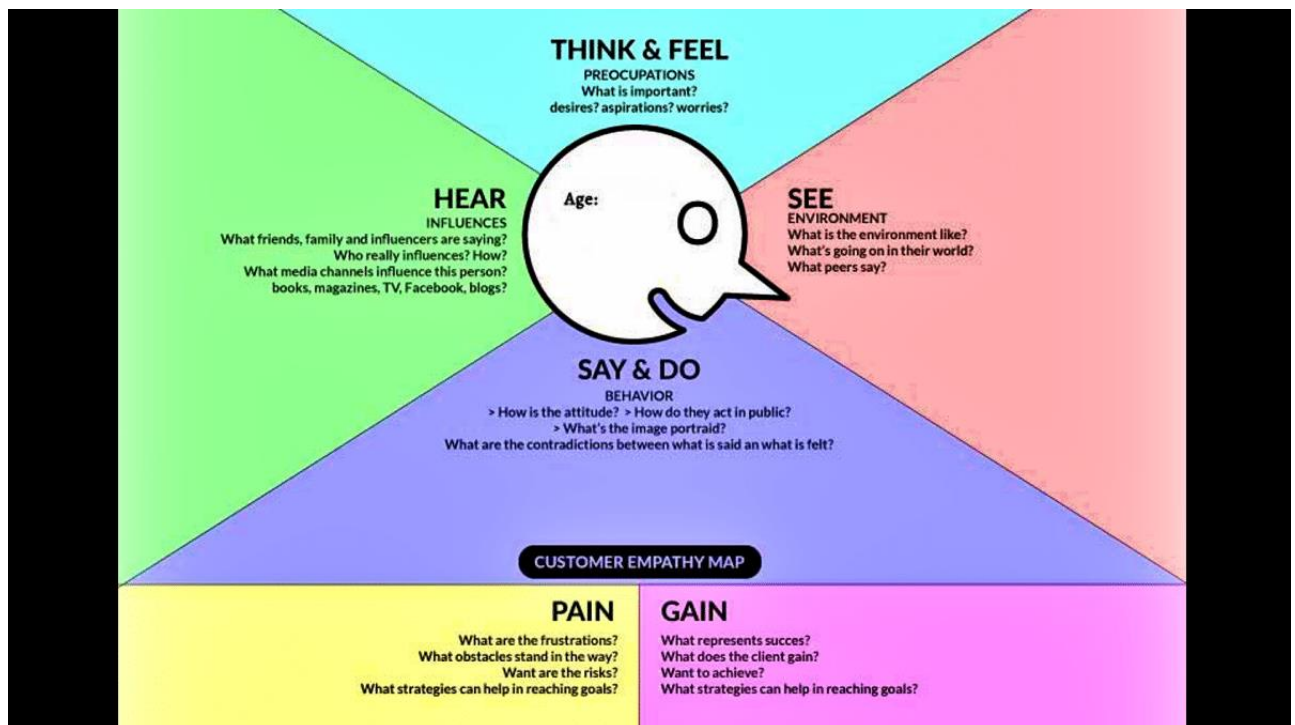 THINK & FEEL
PREOCUPATIONS
What is important?
desires? aspirations? worries?
HEAR
INFLUENCES
What friends, family and influencers are saying?
Who really influences? How?
What media channels influence this person?
books, magazines, TV, Facebook, blogs?
Age:
SEE
ENVIRONMENT
What is the environment like?
What's going on in their world?
What peers say?
SAY & DO
BEHAVIOR
> How is the attitude? > How do they act in public?
> What's the image portraid?
What are the contradictions between what is said an what is felt?
CUSTOMER EMPATHY MAP
PAIN
What are the frustrations?
What obstacles stand in the way?
Want are the risks?
What strategies can help in reaching goals?
GAIN
What represents succes?
What does the client gain?
Want to achieve?
What strategies can help in reaching goals?